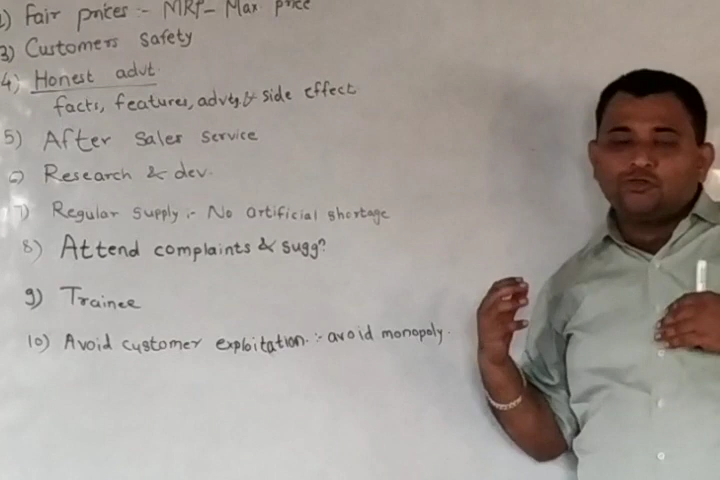 2) Fair prices :- MRP - Max price
3) Customers safety
4) Honest advt.
facts, features, advtg & side effect
5) After sales service
6) Research & dev.
7) Regular supply :- No artificial shortage
8) Attend complaints & suggn
9) Trainee
10) Avoid customer exploitation :- avoid monopoly.